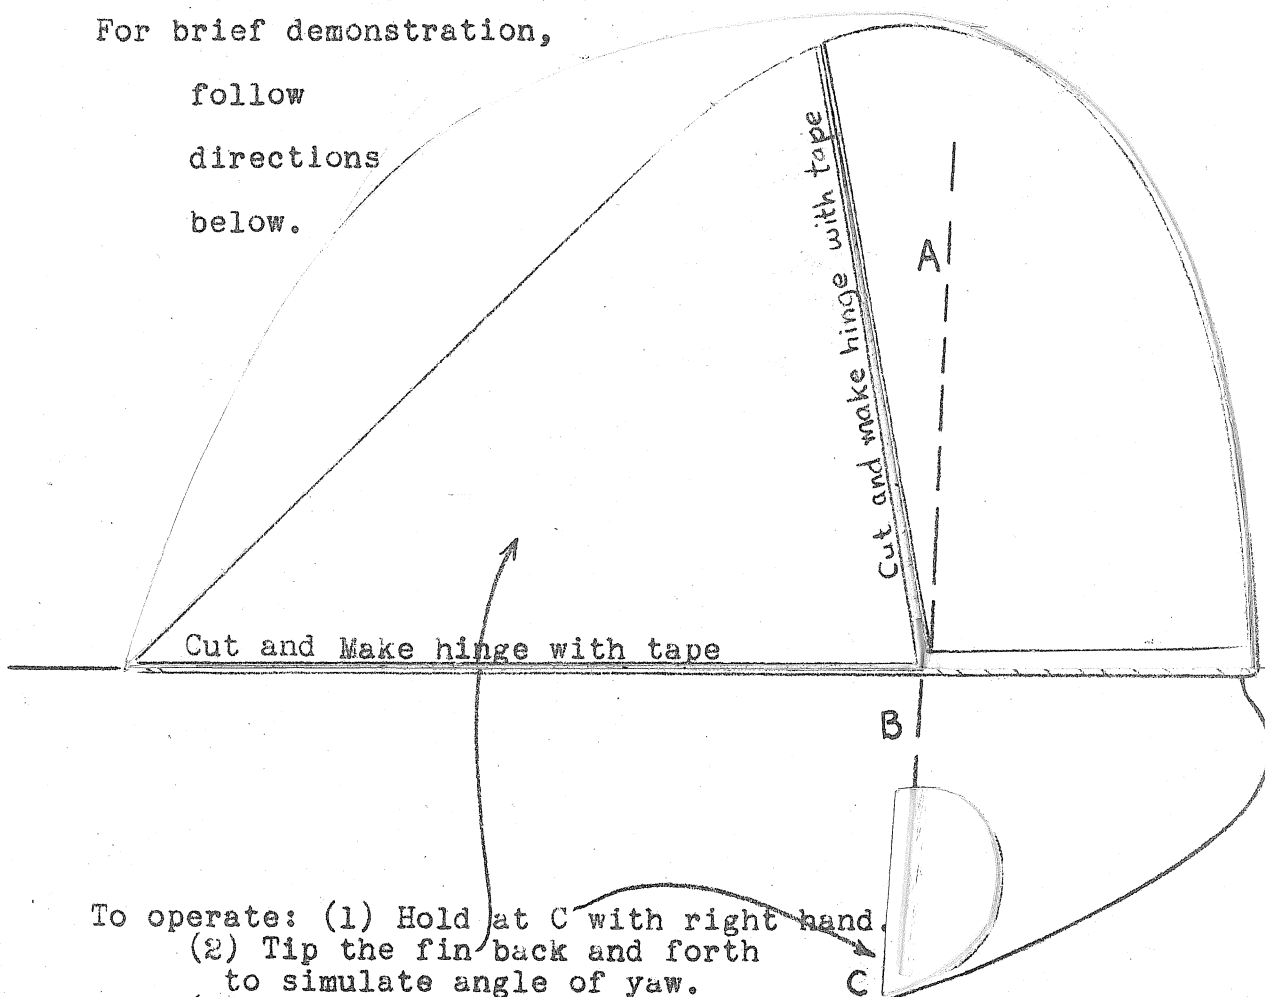 For brief demonstration,
follow
directions
below.
Cut and make hinge with tape
A
Cut and Make hinge with tape
B
To operate: (1) Hold at C with right hand.
(2) Tip the fin back and forth
to simulate angle of yaw.
C